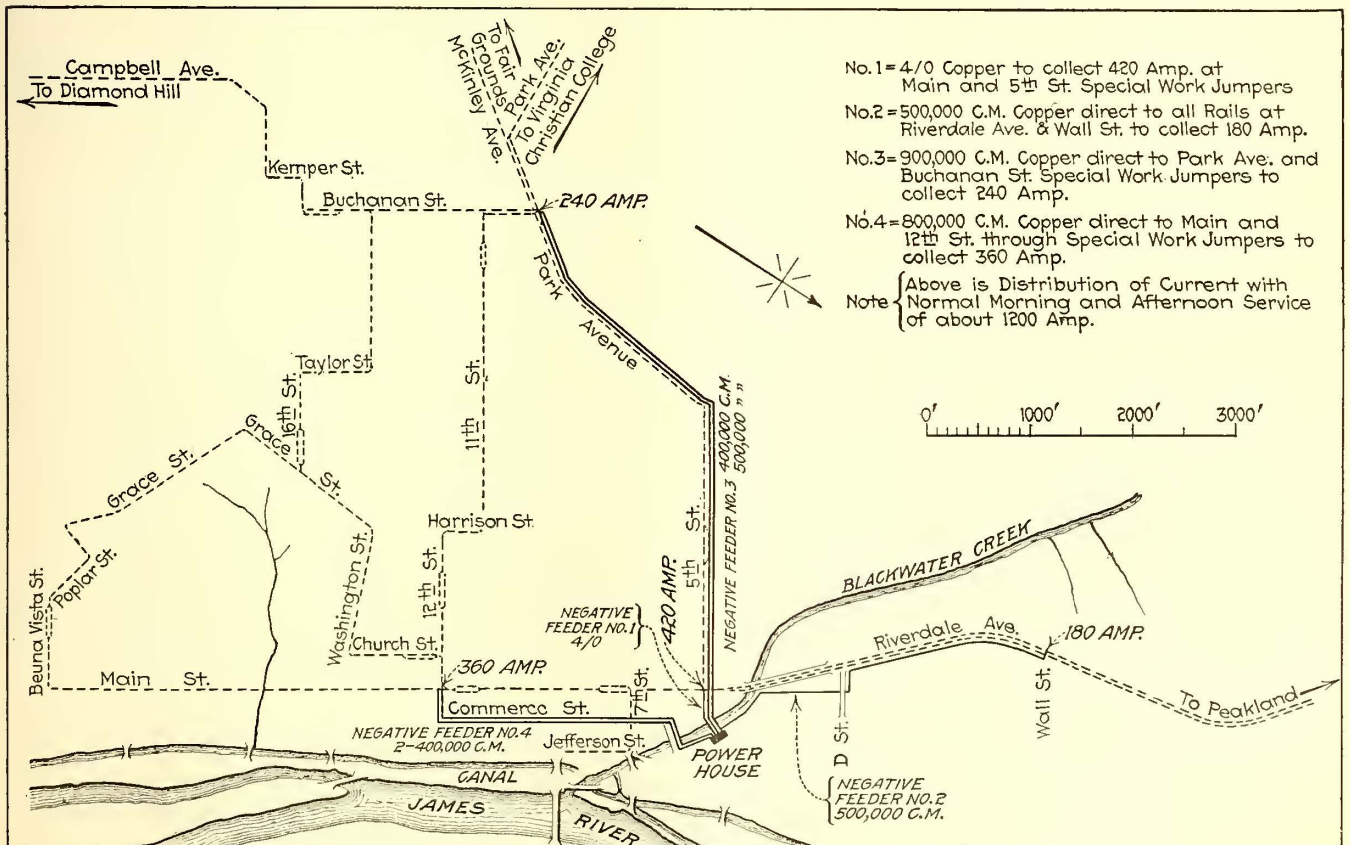 Campbell Ave.
To Diamond Hill
To Fair
Grounds
McKinley Ave.
Park Ave.
To Virginia
Christian College
Kemper St.
Buchanan St.
240 AMP.
No.1 = 4/0 Copper to collect 420 Amp. at
Main and 5th St. Special Work Jumpers
No.2 = 500,000 C.M. Copper direct to all Rails at
Riverdale Ave. & Wall St. to collect 180 Amp.
No.3 = 900,000 C.M. Copper direct to Park Ave. and
Buchanan St. Special Work Jumpers to
collect 240 Amp.
No.4 = 800,000 C.M. Copper direct to Main and
12th St. through Special Work Jumpers to
collect 360 Amp.
Note { Above is Distribution of Current with
Normal Morning and Afternoon Service
of about 1200 Amp.
0' 1000' 2000' 3000'
Park
Avenue
Taylor St.
16th St.
11th St.
Grace St.
Grace St.
Harrison St.
12th St.
5th St.
NEGATIVE FEEDER NO.3 400,000 C.M.
500,000 " "
420 AMP.
NEGATIVE
FEEDER NO.1
4/0
BLACKWATER CREEK
Riverdale Ave.
180 AMP.
Wall St.
To Peakland
Poplar St.
Beuna Vista St.
Washington St.
Church St.
360 AMP.
Main St.
7th St.
Commerce St.
NEGATIVE FEEDER NO.4
2-400,000 C.M.
Jefferson St.
POWER
HOUSE
D St.
NEGATIVE
FEEDER NO.2
500,000 C.M.
CANAL
JAMES
RIVER